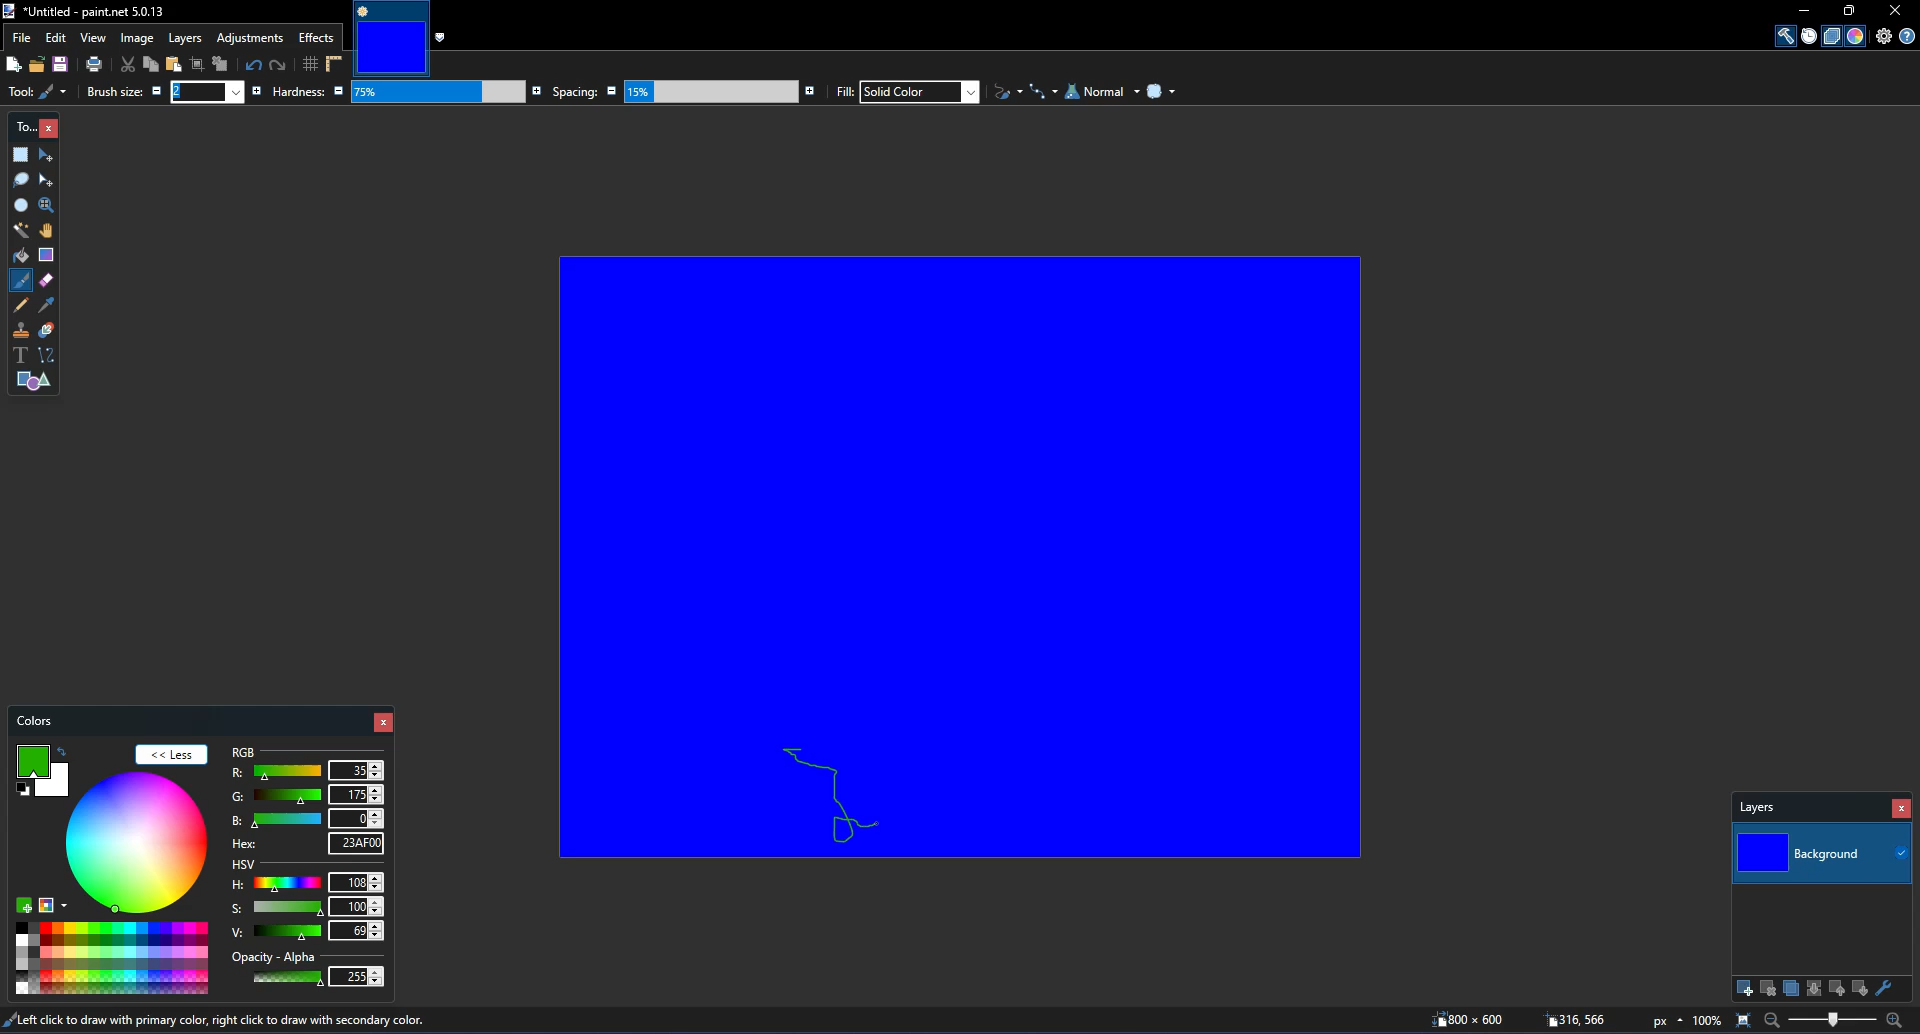 *Untitled - paint.net 5.0.13
File Edit View Image Layers Adjustments Effects
Tool: Brush size: 2 Hardness: 75% Spacing: 15% Fill: Solid Color Normal
To...
Colors
<< Less
RGB
R: 35
G: 175
B: 0
Hex: 23AF00
HSV
H: 108
S: 100
V: 69
Opacity - Alpha
255
Layers
Background
Left click to draw with primary color, right click to draw with secondary color.
800 × 600 316, 566 px 100%